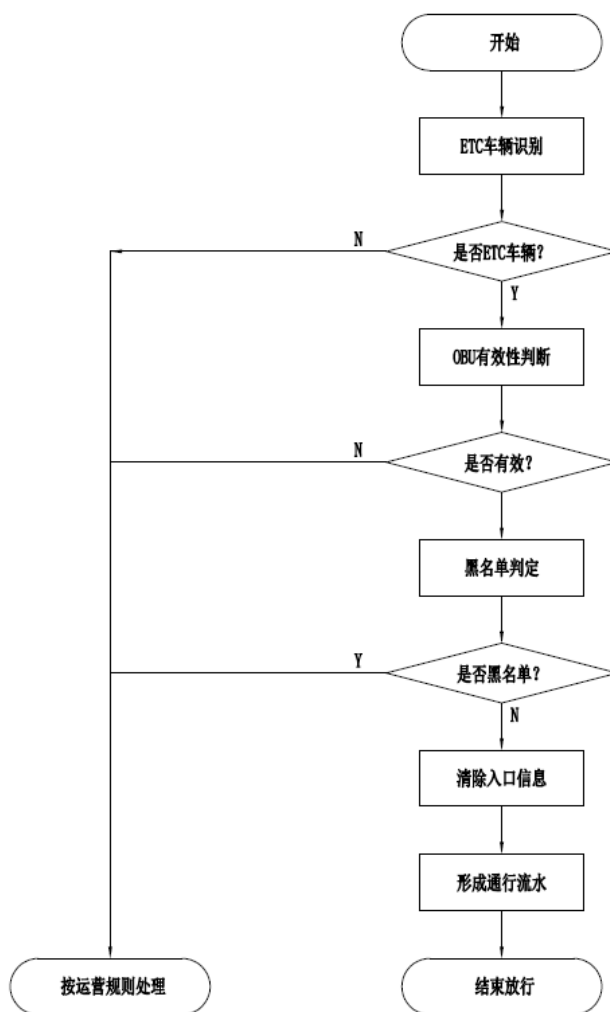 开始
ETC车辆识别
N
是否ETC车辆?
Y
OBU有效性判断
N
是否有效?
黑名单判定
Y
是否黑名单?
N
清除入口信息
形成通行流水
按运营规则处理
结束放行